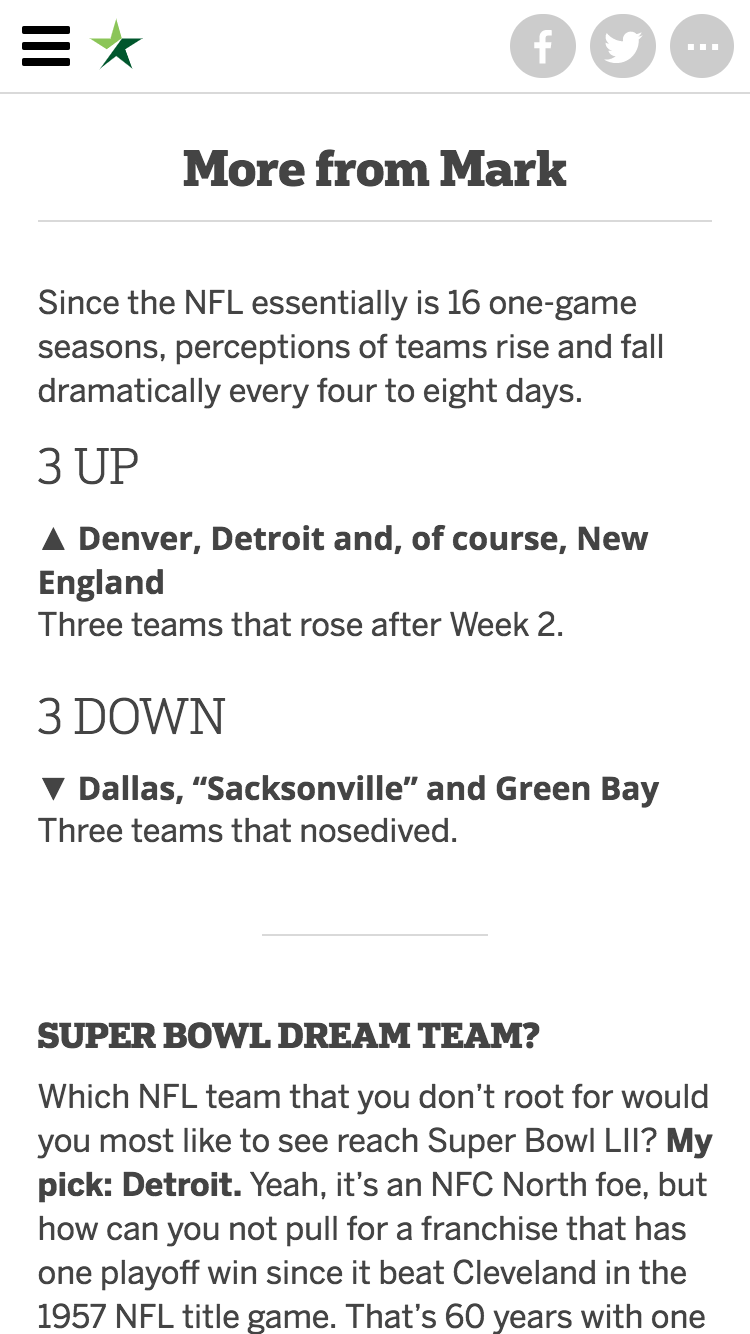 More from Mark
Since the NFL essentially is 16 one-game
seasons, perceptions of teams rise and fall
dramatically every four to eight days.
3 UP
▲ Denver, Detroit and, of course, New
England
Three teams that rose after Week 2.
3 DOWN
▼ Dallas, “Sacksonville” and Green Bay
Three teams that nosedived.
SUPER BOWL DREAM TEAM?
Which NFL team that you don’t root for would
you most like to see reach Super Bowl LII? My
pick: Detroit. Yeah, it’s an NFC North foe, but
how can you not pull for a franchise that has
one playoff win since it beat Cleveland in the
1957 NFL title game. That’s 60 years with one